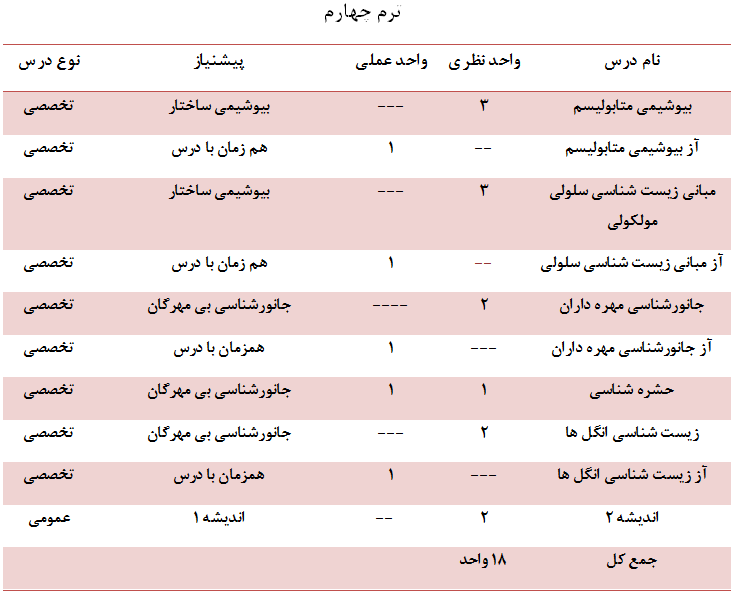 ترم چهارم
نام درس واحد نظری واحد عملی پیشنیاز نوع درس
بیوشیمی متابولیسم ۳ --- بیوشیمی ساختار تخصصی
آز بیوشیمی متابولیسم -- ۱ هم زمان با درس تخصصی
مبانی زیست شناسی سلولی ۳ --- بیوشیمی ساختار تخصصی
مولکولی
آز مبانی زیست شناسی سلولی -- ۱ هم زمان با درس تخصصی
جانورشناسی مهره داران ۲ ---- جانورشناسی بی مهرگان تخصصی
آز جانورشناسی مهره داران --- ۱ همزمان با درس تخصصی
حشره شناسی ۱ ۱ جانورشناسی بی مهرگان تخصصی
زیست شناسی انگل ها ۲ --- جانورشناسی بی مهرگان تخصصی
آز زیست شناسی انگل ها --- ۱ همزمان با درس تخصصی
اندیشه ۲ ۲ -- اندیشه ۱ عمومی
جمع کل ۱۸ واحد